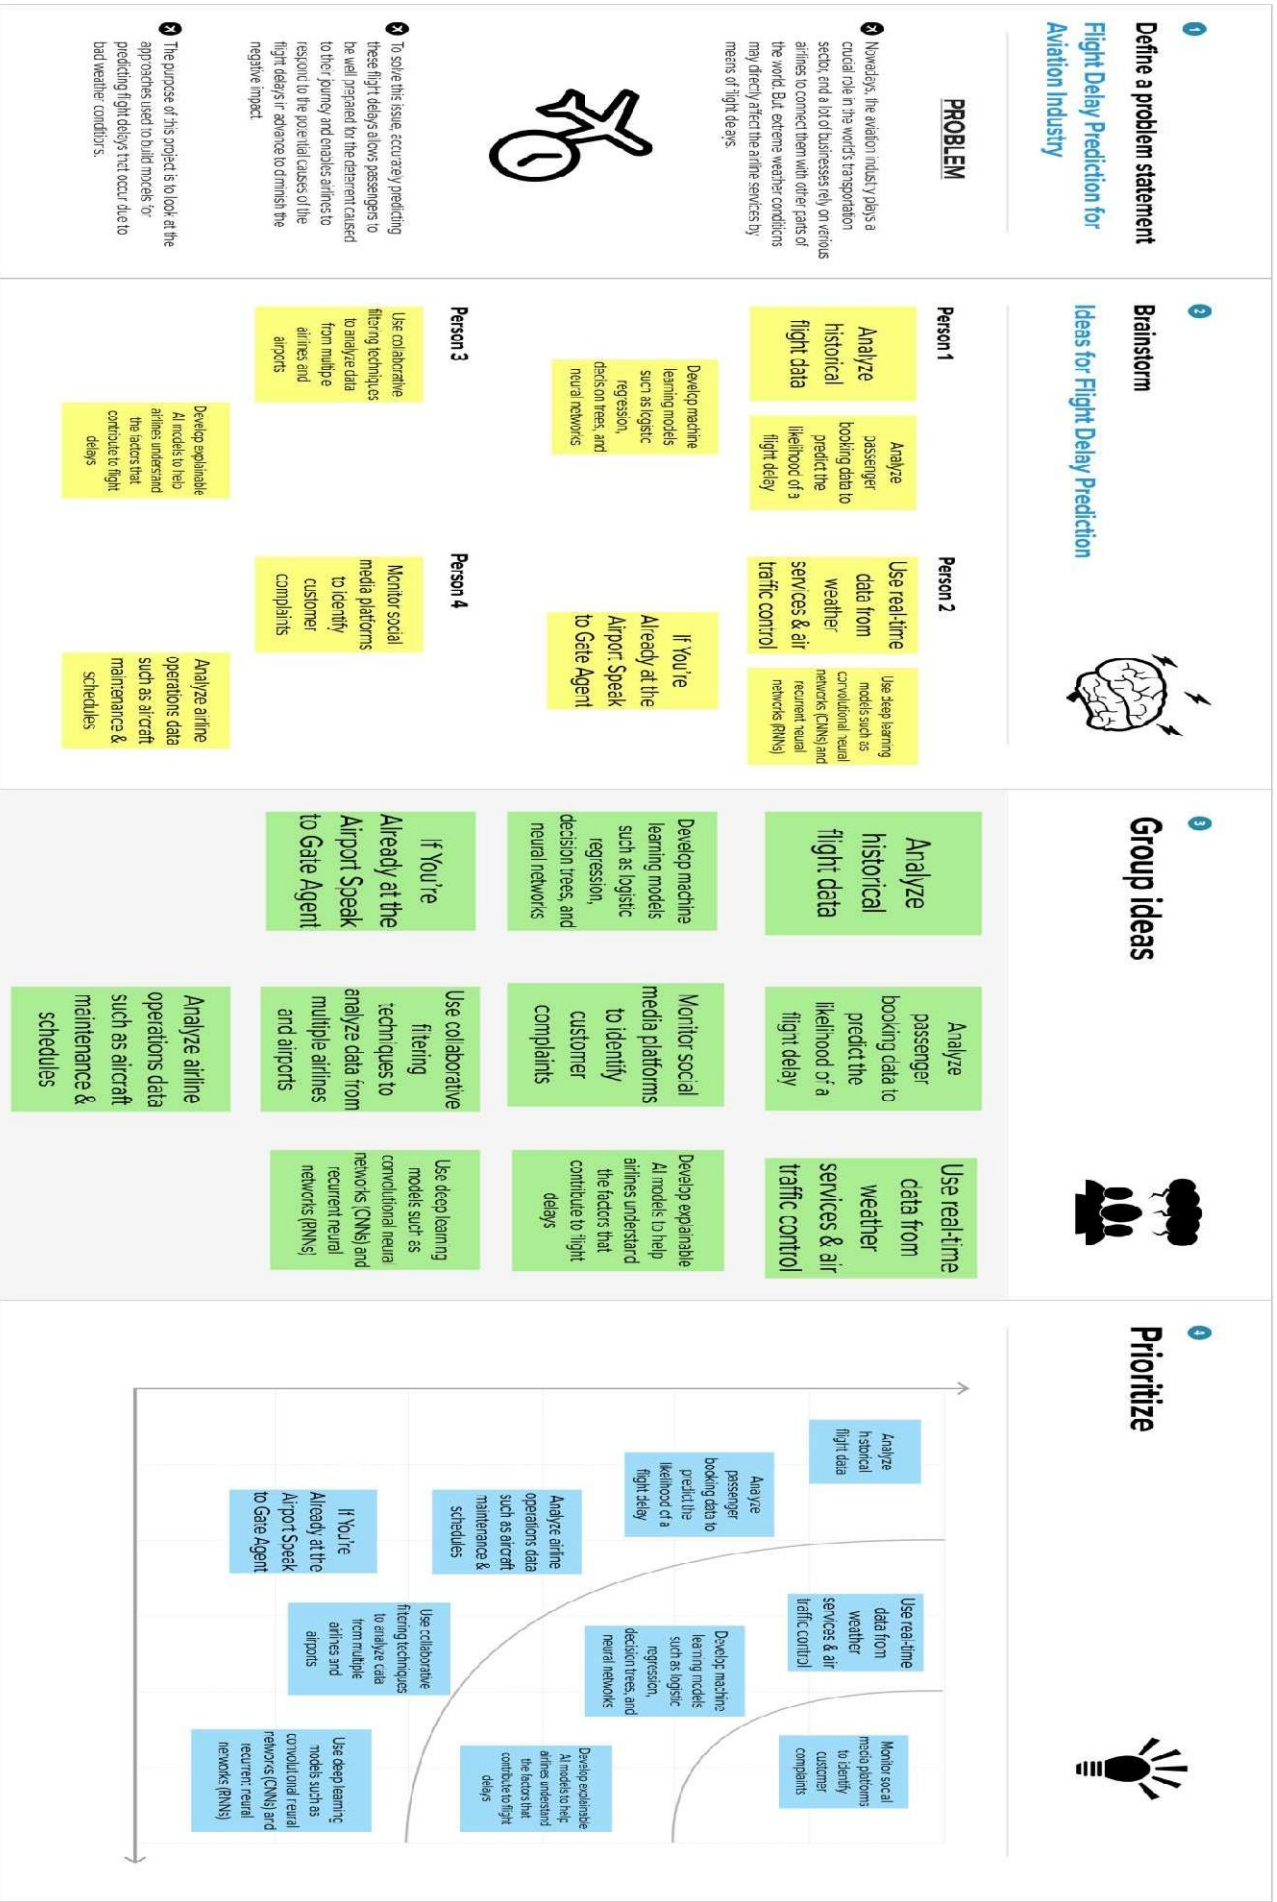 1
Define a problem statement
Flight Delay Prediction for
Aviation Industry
PROBLEM
Nowadays, the aviation industry plays a
crucial role in the world's transportation
sector, and a lot of businesses rely on various
airlines to connect them with other parts of
the world. But extreme weather conditions
may directly affect the airline services by
means of flight delays.
To solve this issue, accurately predicting
these flight delays allows passengers to
be well prepared for the deterrent caused
to their journey and enables airlines to
respond to the potential causes of the
flight delays in advance to diminish the
negative impact
The purpose of this project is to look at the
approaches used to build models for
predicting flight delays that occur due to
bad weather conditions.
2
Brainstorm
Ideas for Flight Delay Prediction
Person 1
Analyze
historical
flight data
Analyze
passenger
booking data to
predict the
likelihood of a
flight delay
Develop machine
learning models
such as logistic
regression,
decision trees, and
neural networks
Person 2
Use real-time
data from
weather
services & air
traffic control
Use deep learning
models such as
convolutional neural
networks (CNNs) and
recurrent neural
networks (RNNs)
If You're
Already at the
Airport Speak
to Gate Agent
Person 3
Use collaborative
filtering techniques
to analyze data
from multiple
airlines and
airports
Develop explainable
AI models to help
airlines understand
the factors that
contribute to flight
delays
Person 4
Monitor social
media platforms
to identify
customer
complaints
Analyze airline
operations data
such as aircraft
maintenance &
schedules
3
Group ideas
Analyze
historical
flight data
Analyze
passenger
booking data to
predict the
likelihood of a
flight delay
Use real-time
data from
weather
services & air
traffic control
Develop machine
learning models
such as logistic
regression,
decision trees, and
neural networks
Monitor social
media platforms
to identify
customer
complaints
Develop explainable
AI models to help
airlines understand
the factors that
contribute to flight
delays
If You're
Already at the
Airport Speak
to Gate Agent
Use collaborative
filtering
techniques to
analyze data from
multiple airlines
and airports
Use deep learning
models such as
convolutional neural
networks (CNNs) and
recurrent neural
networks (RNNs)
Analyze airline
operations data
such as aircraft
maintenance &
schedules
4
Prioritize
Analyze
historical
flight data
Analyze
passenger
booking data to
predict the
likelihood of a
flight delay
Use real-time
data from
weather
services & air
traffic control
Monitor social
media platforms
to identify
customer
complaints
Develop machine
learning models
such as logistic
regression,
decision trees, and
neural networks
Analyze airline
operations data
such as aircraft
maintenance &
schedules
Develop explainable
AI models to help
airlines understand
the factors that
contribute to flight
delays
If You're
Already at the
Airport Speak
to Gate Agent
Use collaborative
filtering techniques
to analyze data
from multiple
airlines and
airports
Use deep learning
models such as
convolutional neural
networks (CNNs) and
recurrent neural
networks (RNNs)